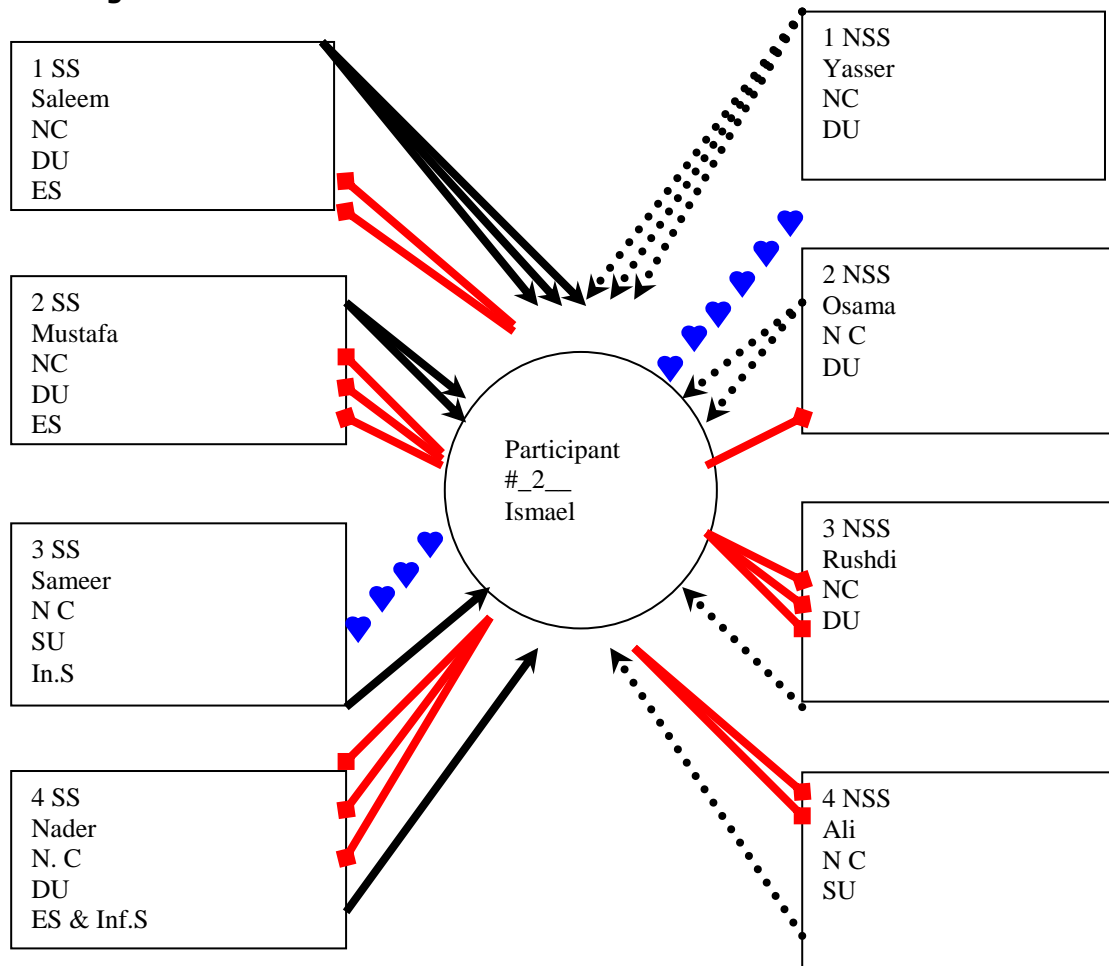 1 SS
Saleem
NC
DU
ES
2 SS
Mustafa
NC
DU
ES
3 SS
Sameer
N C
SU
In.S
4 SS
Nader
N. C
DU
ES & Inf.S
Participant
#_2__
Ismael
1 NSS
Yasser
NC
DU
2 NSS
Osama
N C
DU
3 NSS
Rushdi
NC
DU
4 NSS
Ali
N C
SU